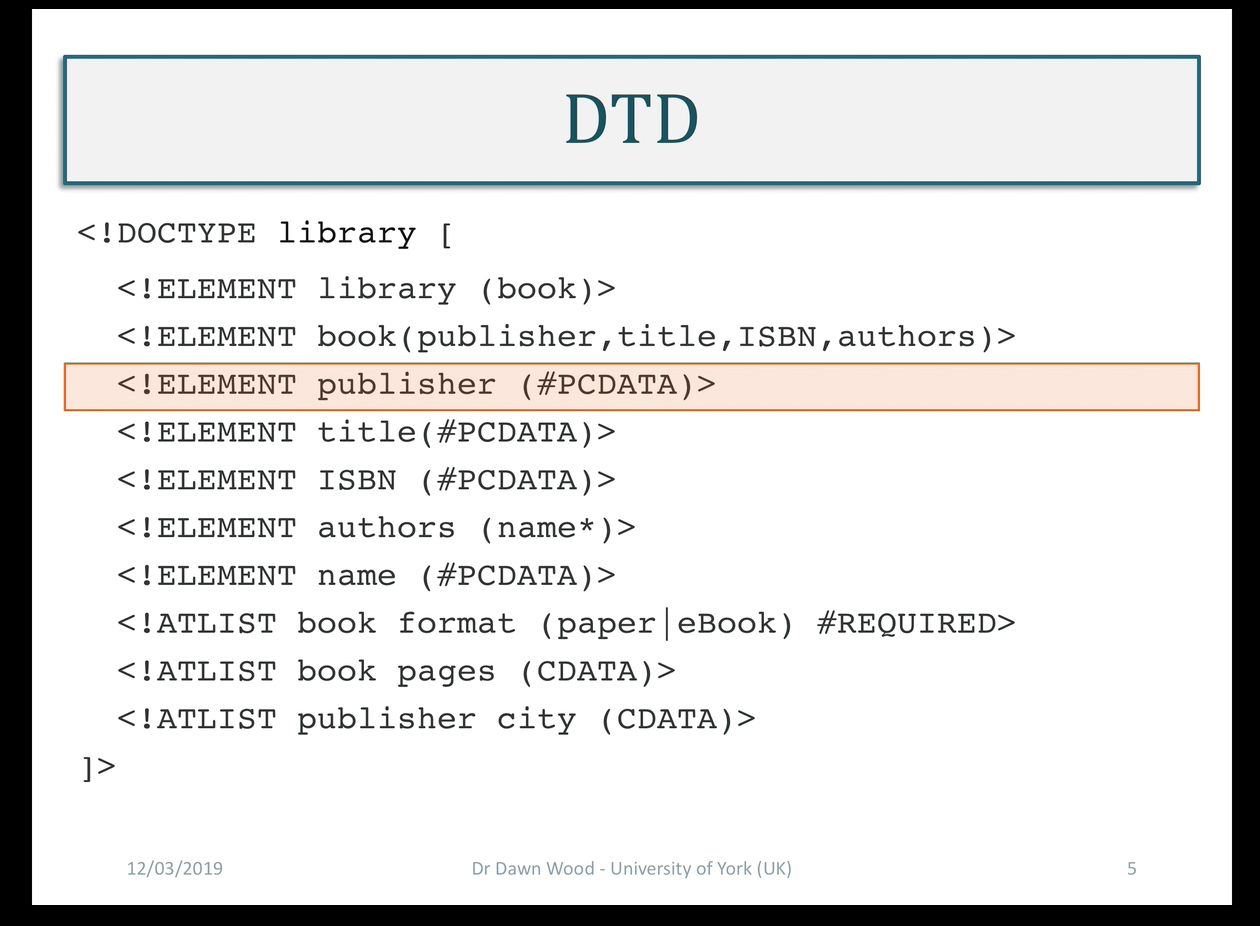 DTD
<!DOCTYPE library [
<!ELEMENT library (book)>
<!ELEMENT book(publisher,title,ISBN,authors)>
<!ELEMENT publisher (#PCDATA)>
<!ELEMENT title(#PCDATA)>
<!ELEMENT ISBN (#PCDATA)>
<!ELEMENT authors (name*)>
<!ELEMENT name (#PCDATA)>
<!ATLIST book format (paper|eBook) #REQUIRED>
<!ATLIST book pages (CDATA)>
<!ATLIST publisher city (CDATA)>
]>
12/03/2019 Dr Dawn Wood - University of York (UK) 5